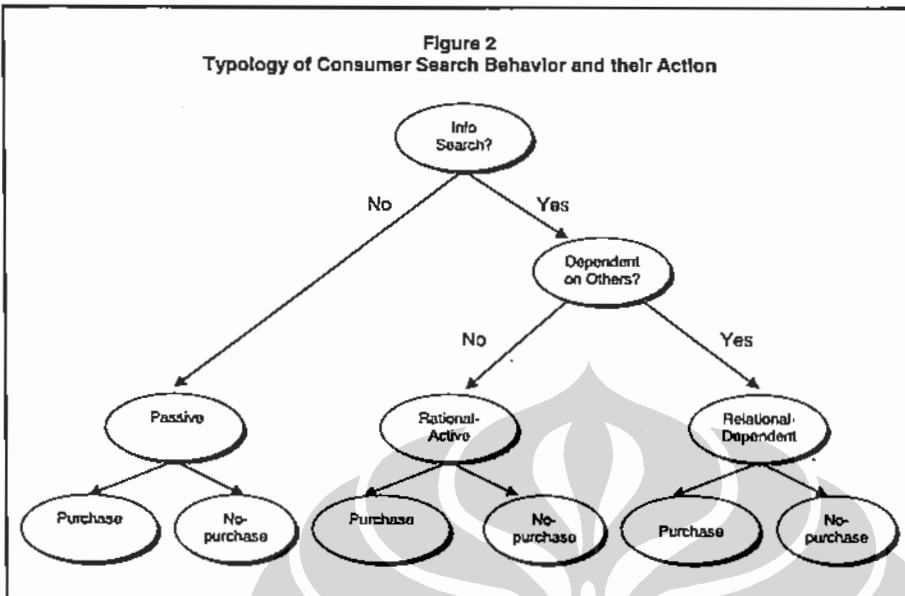 Figure 2
Typology of Consumer Search Behavior and their Action
Info
Search?
No
Yes
Dependent
on Others?
No
Yes
Passive
Rational-
Active
Relational-
Dependent
Purchase
No-
purchase
Purchase
No-
purchase
Purchase
No-
purchase